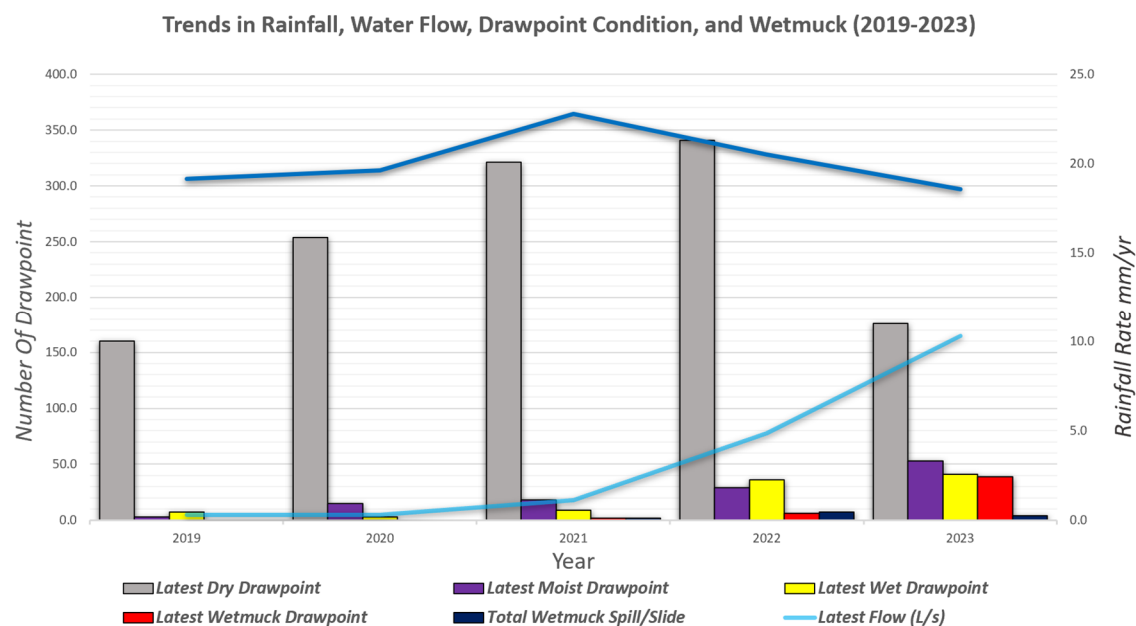 Trends in Rainfall, Water Flow, Drawpoint Condition, and Wetmuck (2019-2023)
400.0
350.0
300.0
250.0
200.0
150.0
100.0
50.0
0.0
Number Of Drawpoint
25.0
20.0
15.0
10.0
5.0
0.0
Rainfall Rate mm/yr
2019 2020 2021 2022 2023
Year
Latest Dry Drawpoint Latest Moist Drawpoint Latest Wet Drawpoint
Latest Wetmuck Drawpoint Total Wetmuck Spill/Slide Latest Flow (L/s)